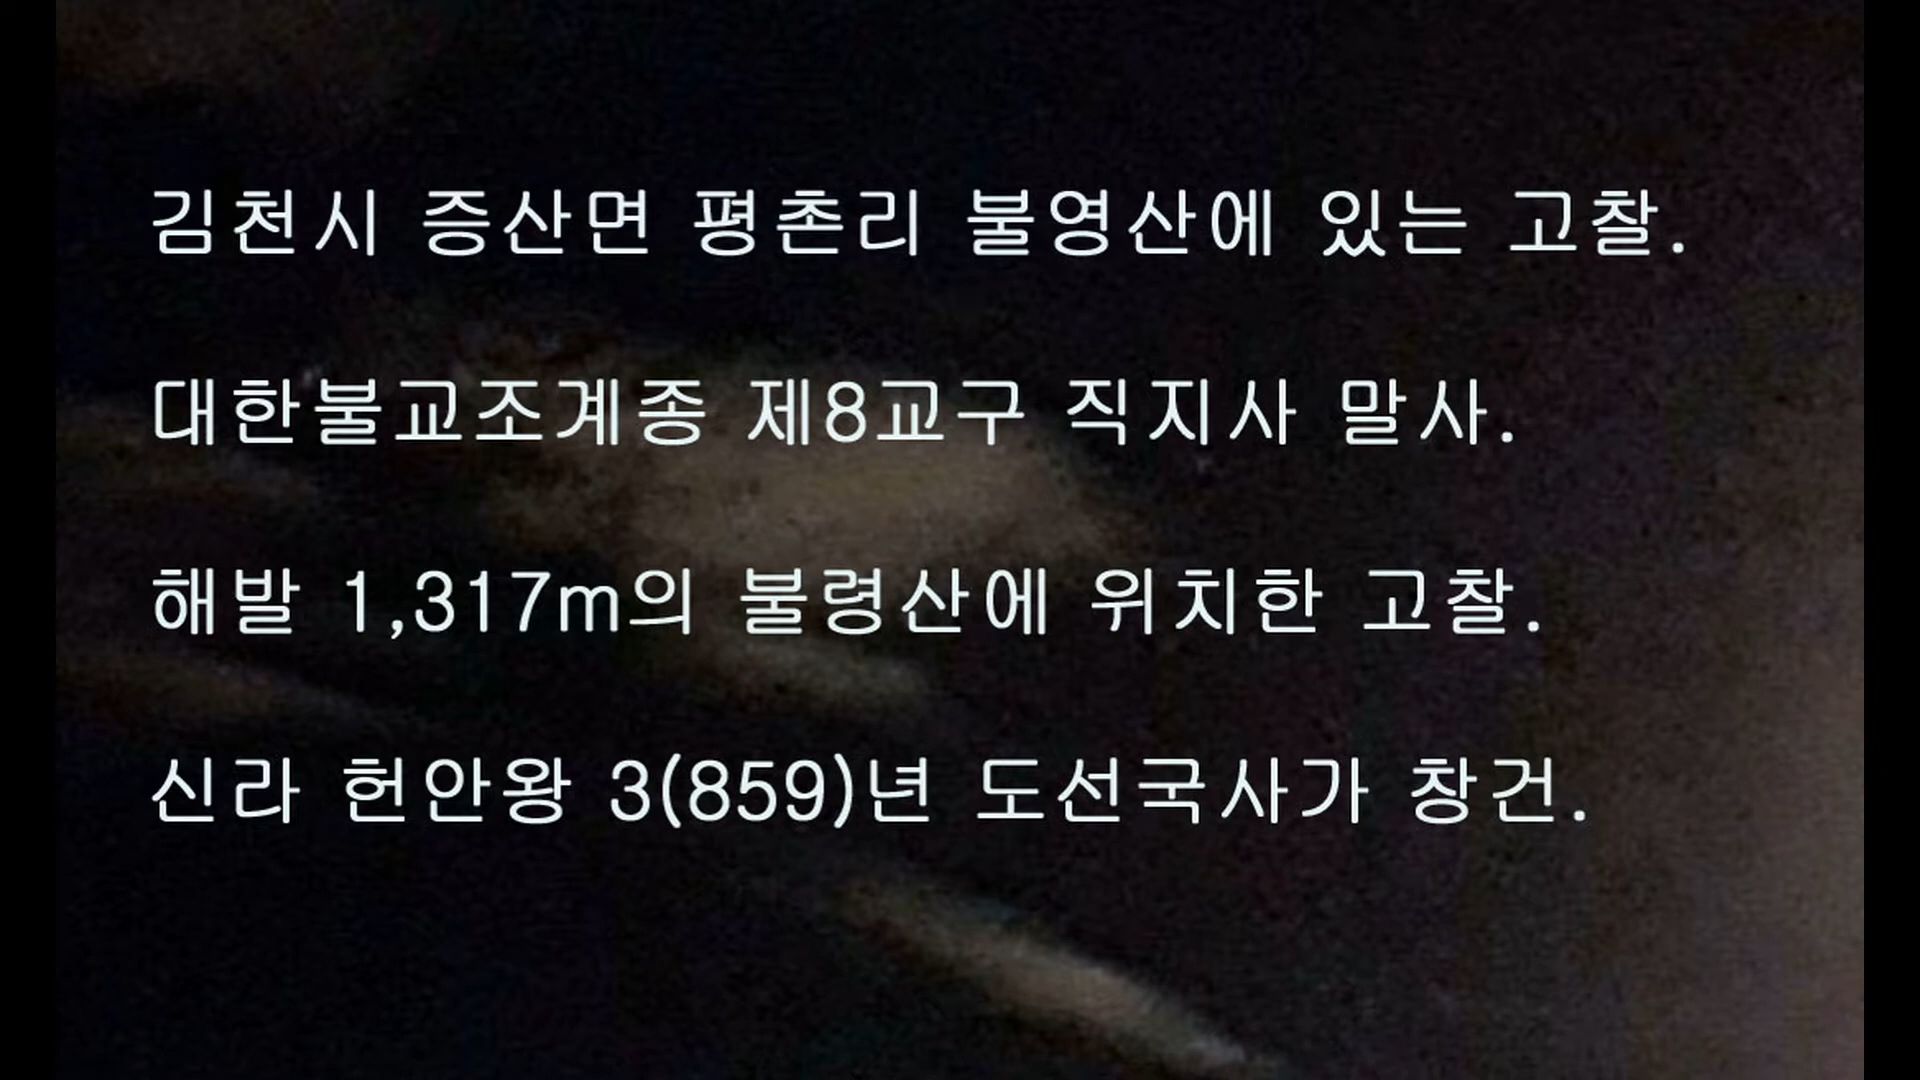 김천시 증산면 평촌리 불영산에 있는 고찰.
대한불교조계종 제8교구 직지사 말사.
해발 1,317m의 불령산에 위치한 고찰.
신라 헌안왕 3(859)년 도선국사가 창건.